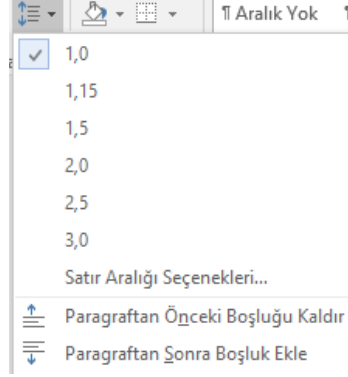 ¶ Aralık Yok
1,0
1,15
1,5
2,0
2,5
3,0
Satır Aralığı Seçenekleri...
Paragraftan Önceki Boşluğu Kaldır
Paragraftan Sonra Boşluk Ekle